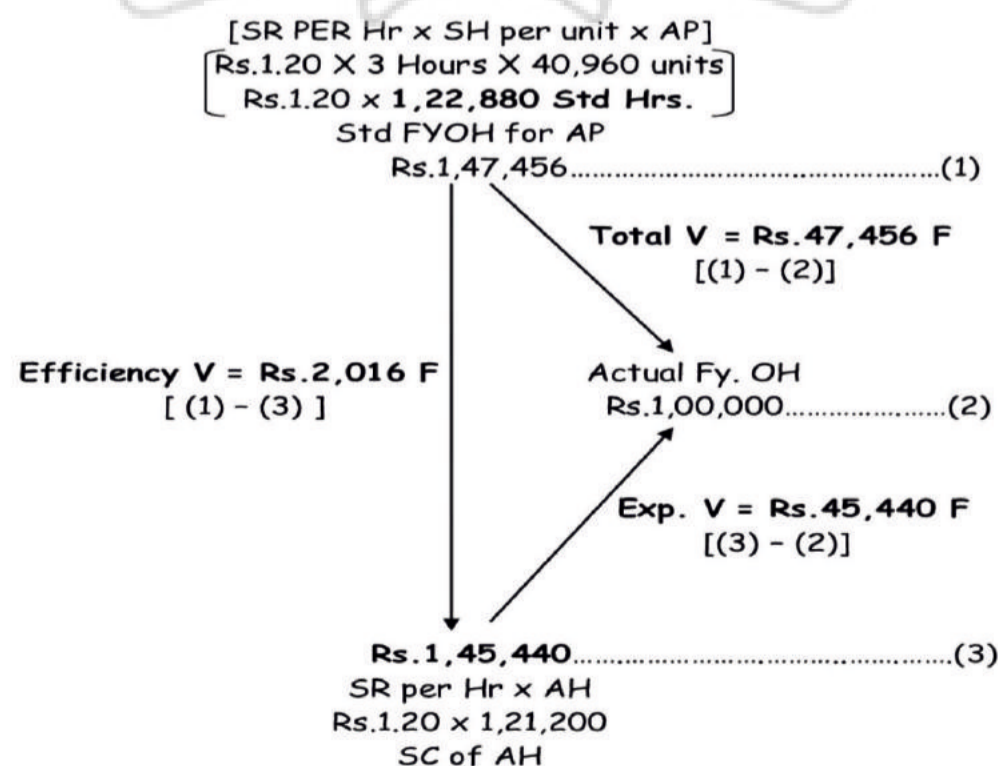 [SR PER Hr x SH per unit x AP]
Rs.1.20 X 3 Hours X 40,960 units
Rs.1.20 x 1,22,880 Std Hrs.
Std FYOH for AP
Rs.1,47,456..................................................(1)
Total V = Rs.47,456 F
[(1) - (2)]
Efficiency V = Rs.2,016 F
[ (1) - (3) ]
Actual Fy. OH
Rs.1,00,000......................(2)
Exp. V = Rs.45,440 F
[(3) - (2)]
Rs.1,45,440....................................................(3)
SR per Hr x AH
Rs.1.20 x 1,21,200
SC of AH